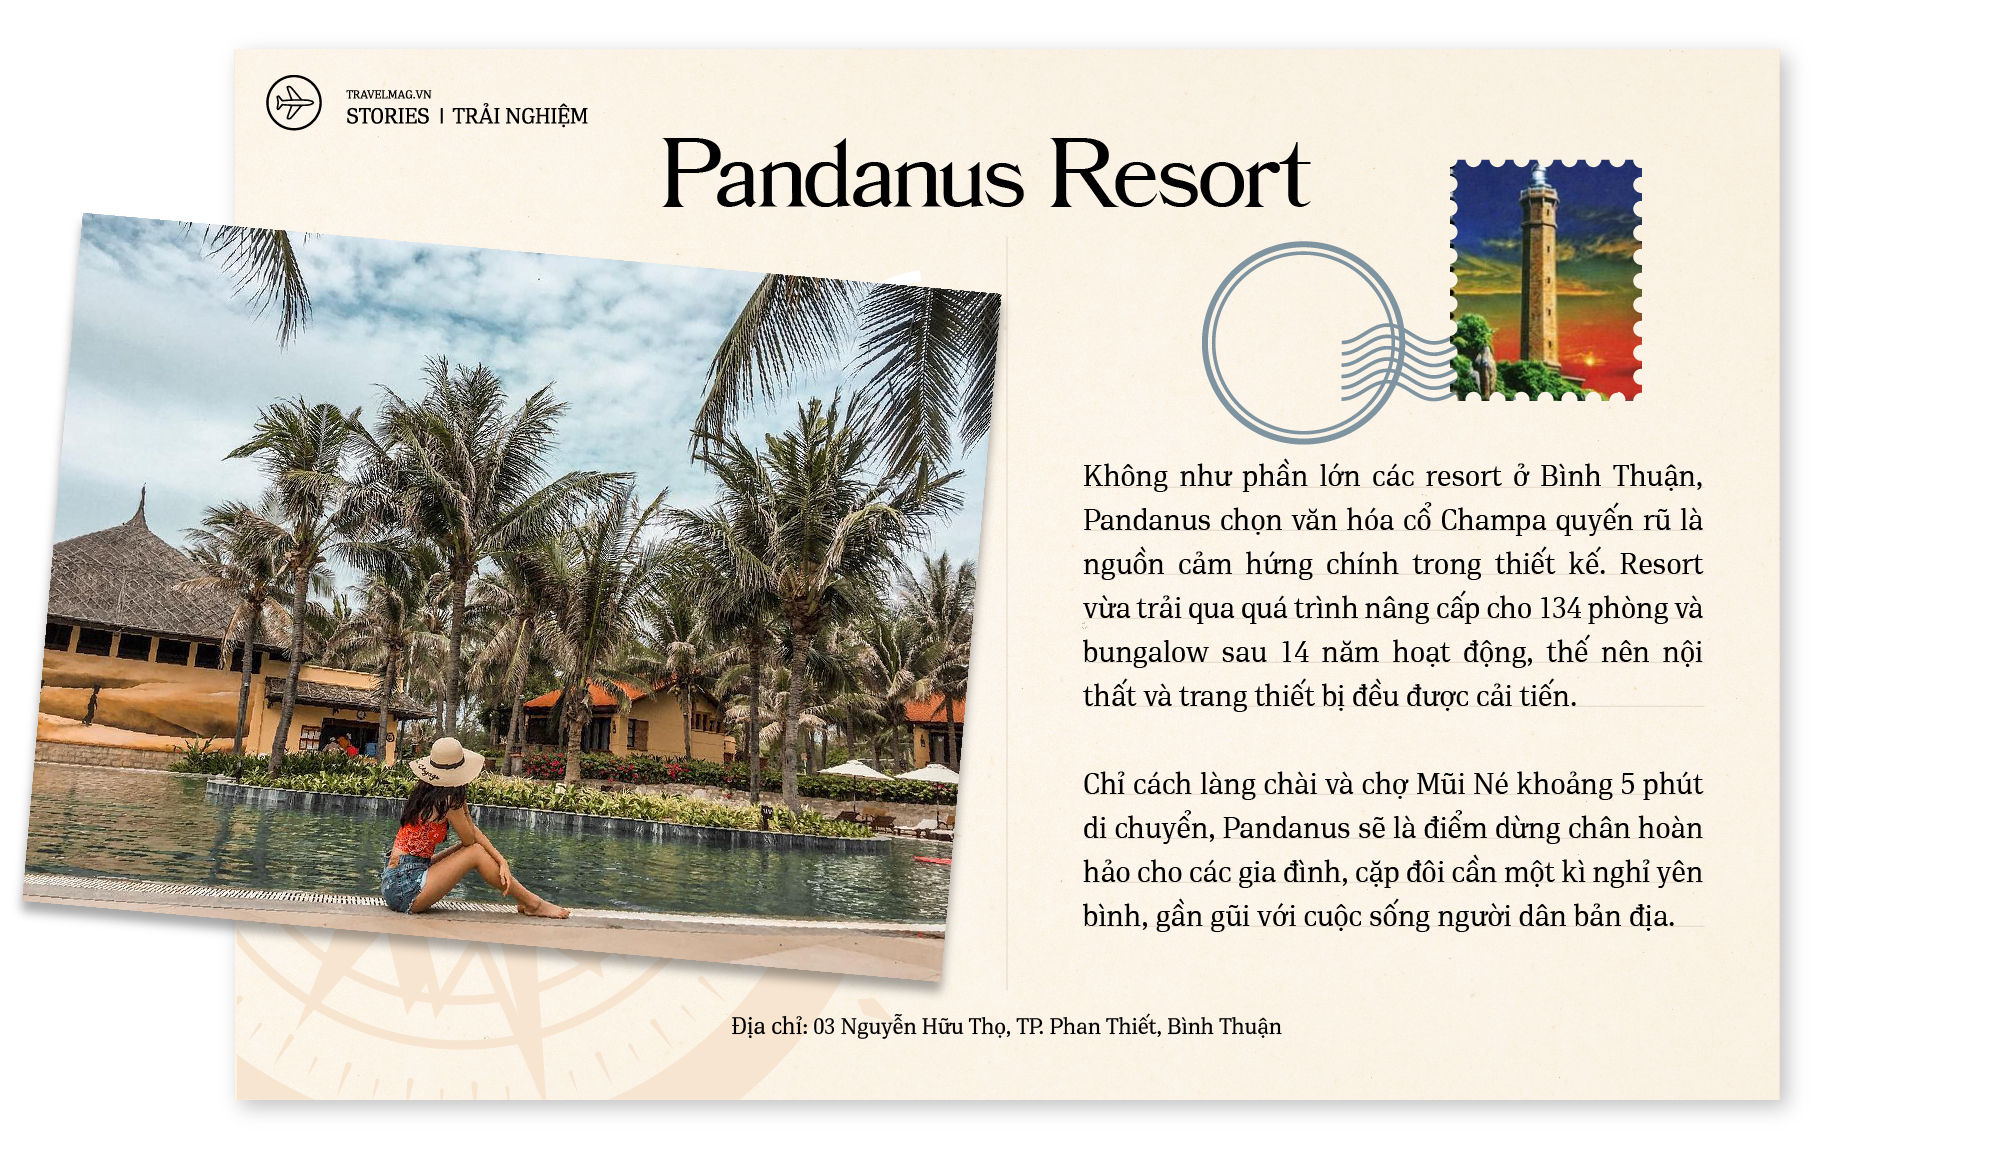 TRAVELMAG.VN
STORIES | TRẢI NGHIỆM
Pandanus Resort
Không như phần lớn các resort ở Bình Thuận,
Pandanus chọn văn hóa cổ Champa quyến rũ là
nguồn cảm hứng chính trong thiết kế. Resort
vừa trải qua quá trình nâng cấp cho 134 phòng và
bungalow sau 14 năm hoạt động, thế nên nội
thất và trang thiết bị đều được cải tiến.
Chỉ cách làng chài và chợ Mũi Né khoảng 5 phút
di chuyển, Pandanus sẽ là điểm dừng chân hoàn
hảo cho các gia đình, cặp đôi cần một kì nghỉ yên
bình, gần gũi với cuộc sống người dân bản địa.
Địa chỉ: 03 Nguyễn Hữu Thọ, TP. Phan Thiết, Bình Thuận